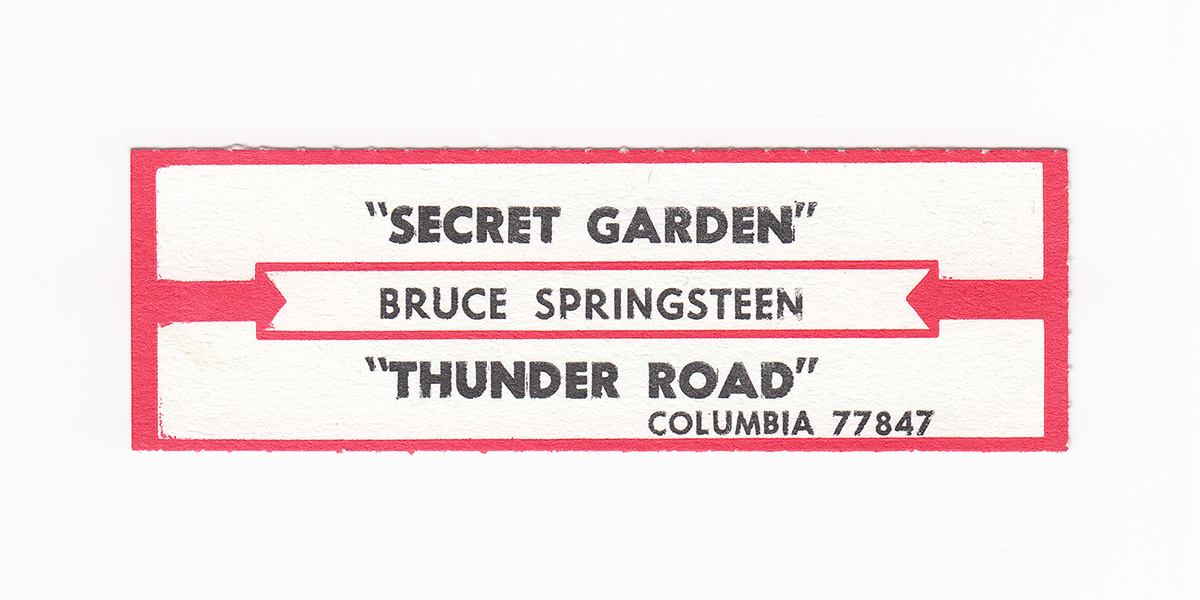 "SECRET GARDEN"
BRUCE SPRINGSTEEN
"THUNDER ROAD"
COLUMBIA 77847